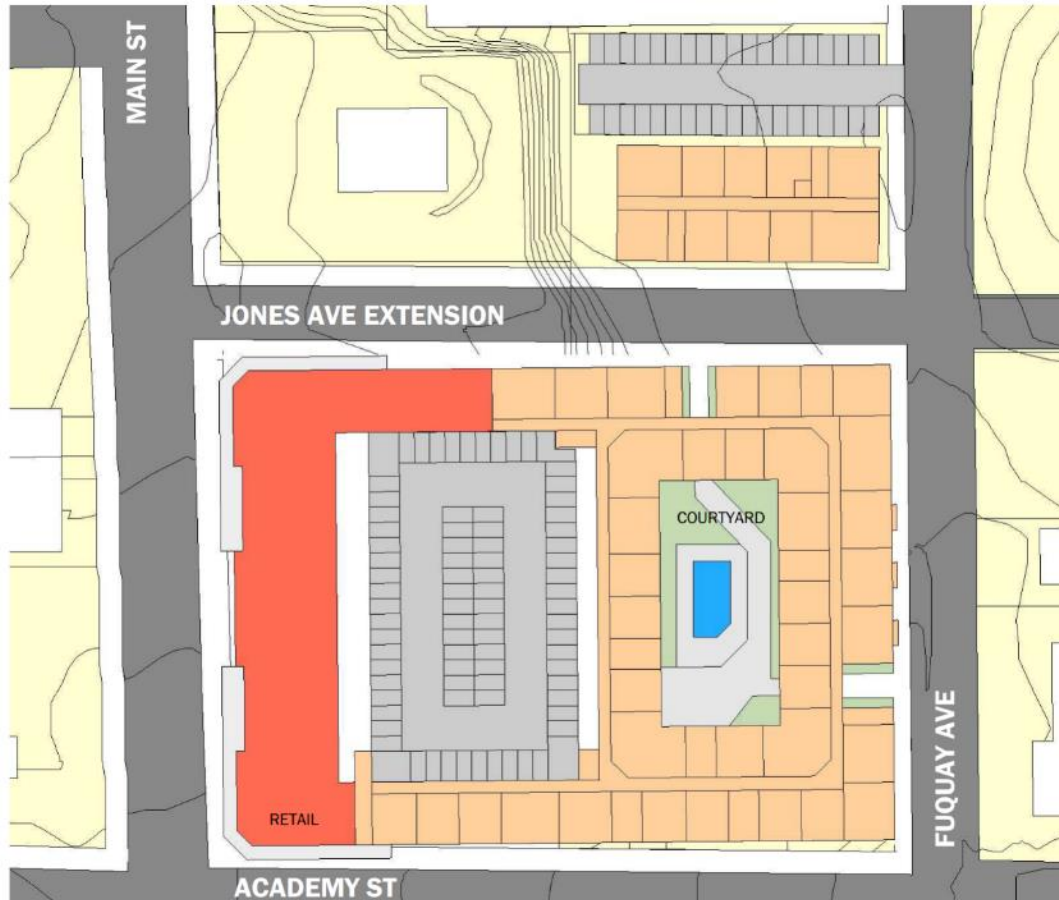 MAIN ST
JONES AVE EXTENSION
COURTYARD
RETAIL
FUQUAY AVE
ACADEMY ST